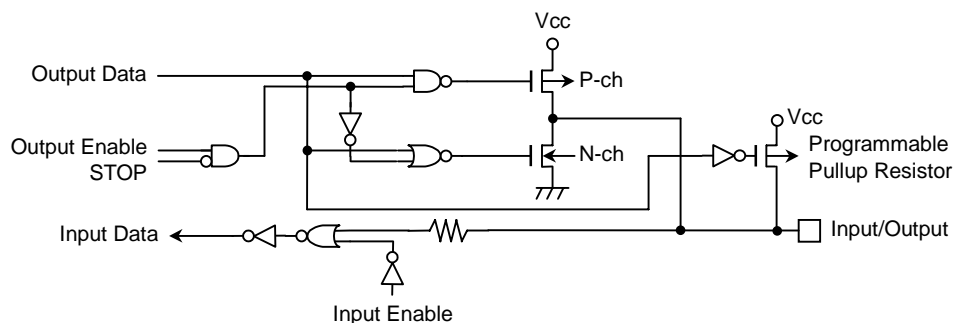 Vcc
Output Data
P-ch
Vcc
Output Enable
STOP
N-ch
Programmable
Pullup Resistor
Input Data
Input/Output
Input Enable